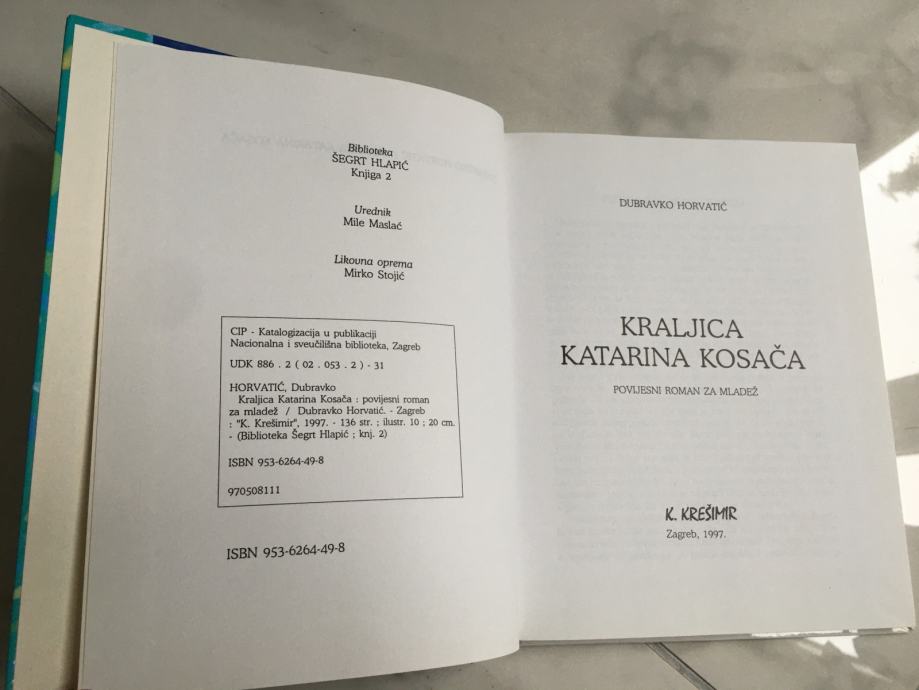 Biblioteka
ŠEGRT HLAPIĆ
Knjiga 2
Urednik
Mile Maslać
Likovna oprema
Mirko Stojić
CIP - Katalogizacija u publikaciji
Nacionalna i sveučilišna biblioteka, Zagreb
UDK 886 . 2 ( 02 . 053 . 2 ) - 31
HORVATIĆ, Dubravko
Kraljica Katarina Kosača : povijesni roman
za mladež / Dubravko Horvatić. - Zagreb
: "K. Krešimir", 1997. - 136 str. ; ilustr. 10 ; 20 cm.
- (Biblioteka Šegrt Hlapić ; knj. 2)
ISBN 953-6264-49-8
970508111
ISBN 953-6264-49-8
DUBRAVKO HORVATIĆ
KRALJICA
KATARINA KOSAČA
POVIJESNI ROMAN ZA MLADEŽ
K. KREŠIMIR
Zagreb, 1997.